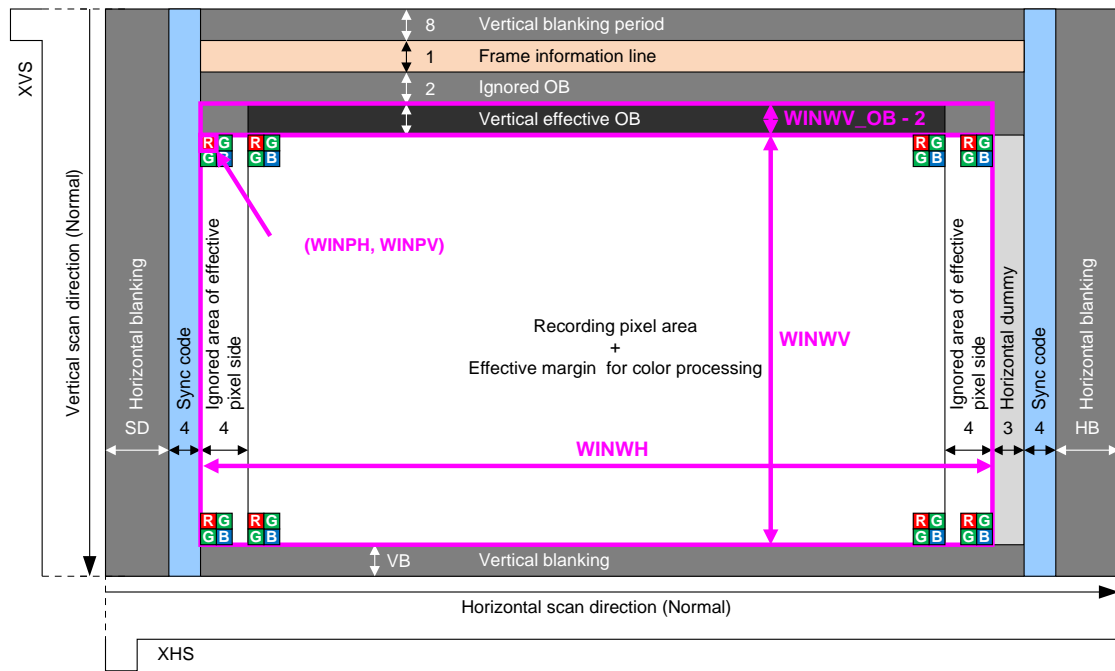 XVS
Vertical scan direction (Normal)
8 Vertical blanking period
1 Frame information line
2 Ignored OB
Vertical effective OB
WINWV_OB - 2
R G R G R G R G
G B G B G B G B
(WINPH, WINPV)
Horizontal blanking
SD
Sync code
4
Ignored area of effective
pixel side
4
Recording pixel area
+
Effective margin for color processing
WINWV
WINWH
Ignored area of effective
pixel side
4
Horizontal dummy
3
Sync code
4
Horizontal blanking
HB
R G R G R G R G
G B G B G B G B
VB Vertical blanking
Horizontal scan direction (Normal)
XHS